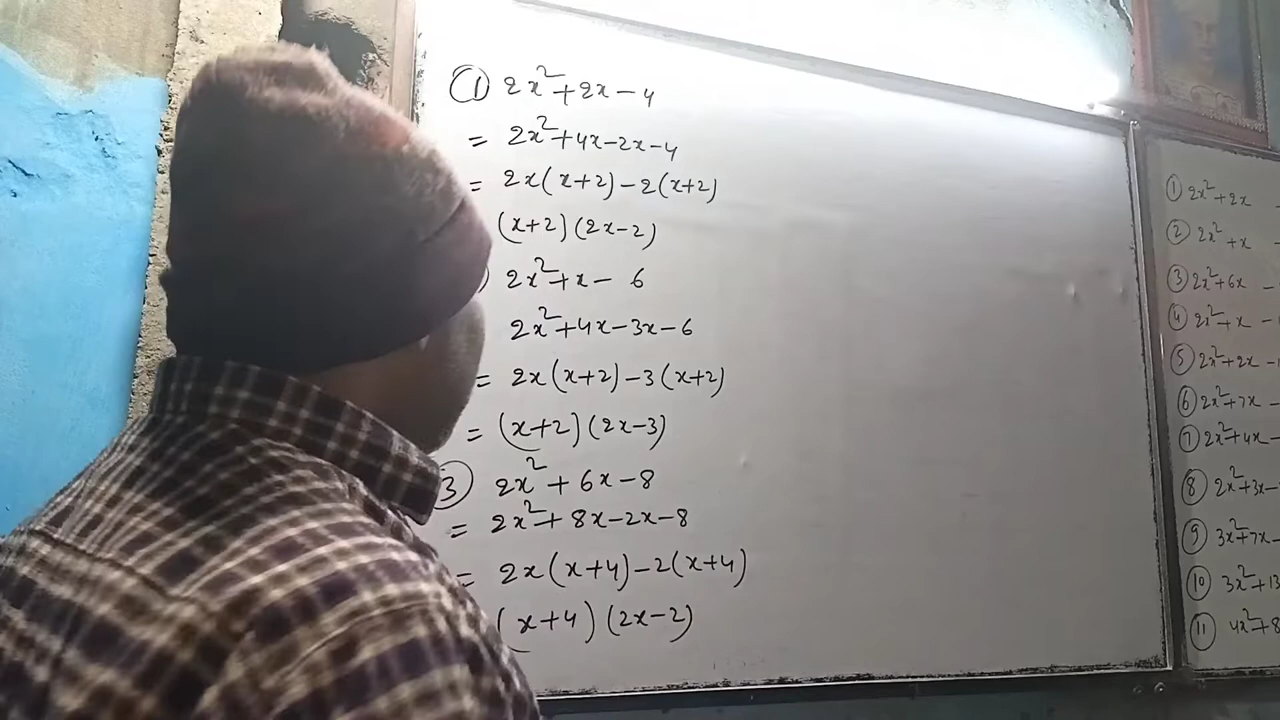 ① 2x²+2x-4
= 2x²+4x-2x-4
= 2x(x+2)-2(x+2)
(x+2)(2x-2)
2x²+x- 6
2x²+4x-3x-6
= 2x(x+2)-3(x+2)
= (x+2)(2x-3)
③ 2x²+6x-8
= 2x²+8x-2x-8
= 2x(x+4)-2(x+4)
(x+4)(2x-2)
① 2x²+2x -
② 2x²+x -
③ 2x²+6x -
④ 2x²+x -
⑤ 2x²+2x -
⑥ 2x²+7x -
⑦ 2x²+4x -
⑧ 2x²+3x -
⑨ 3x²+7x -
⑩ 3x²+13
⑪ 4x²+8